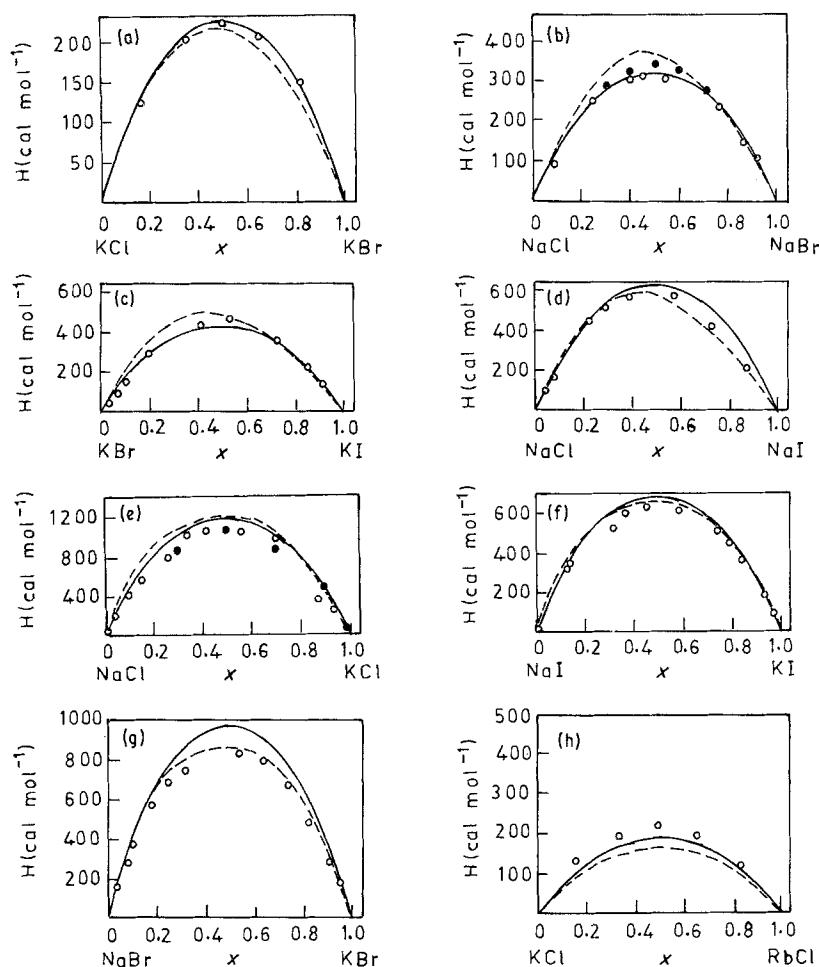 (a)
H(cal mol⁻¹)
200
150
100
50
0 0.2 0.4 0.6 0.8 1.0
KCl x KBr
(b)
H(cal mol⁻¹)
400
300
200
100
0 0.2 0.4 0.6 0.8 1.0
NaCl x NaBr
(c)
H(cal mol⁻¹)
600
400
200
0 0.2 0.4 0.6 0.8 1.0
KBr x KI
(d)
H(cal mol⁻¹)
600
400
200
0 0.2 0.4 0.6 0.8 1.0
NaCl x NaI
(e)
H(cal mol⁻¹)
1200
800
400
0 0.2 0.4 0.6 0.8 1.0
NaCl x KCl
(f)
H(cal mol⁻¹)
600
400
200
0 0.2 0.4 0.6 0.8 1.0
NaI x KI
(g)
H(cal mol⁻¹)
1000
800
600
400
200
0 0.2 0.4 0.6 0.8 1.0
NaBr x KBr
(h)
H(cal mol⁻¹)
500
400
300
200
100
0 0.2 0.4 0.6 0.8 1.0
KCl x RbCl